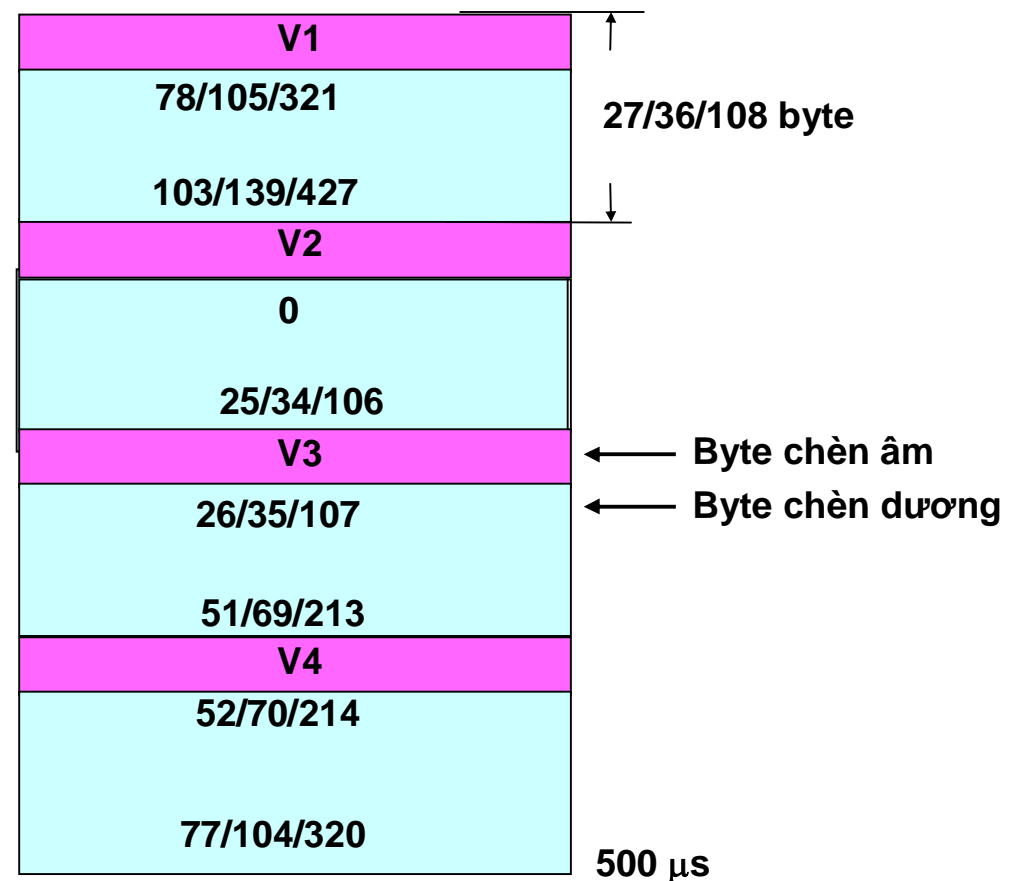 V1
78/105/321
27/36/108 byte
103/139/427
V2
0
25/34/106
V3
Byte chèn âm
26/35/107
Byte chèn dương
51/69/213
V4
52/70/214
77/104/320
500 μs